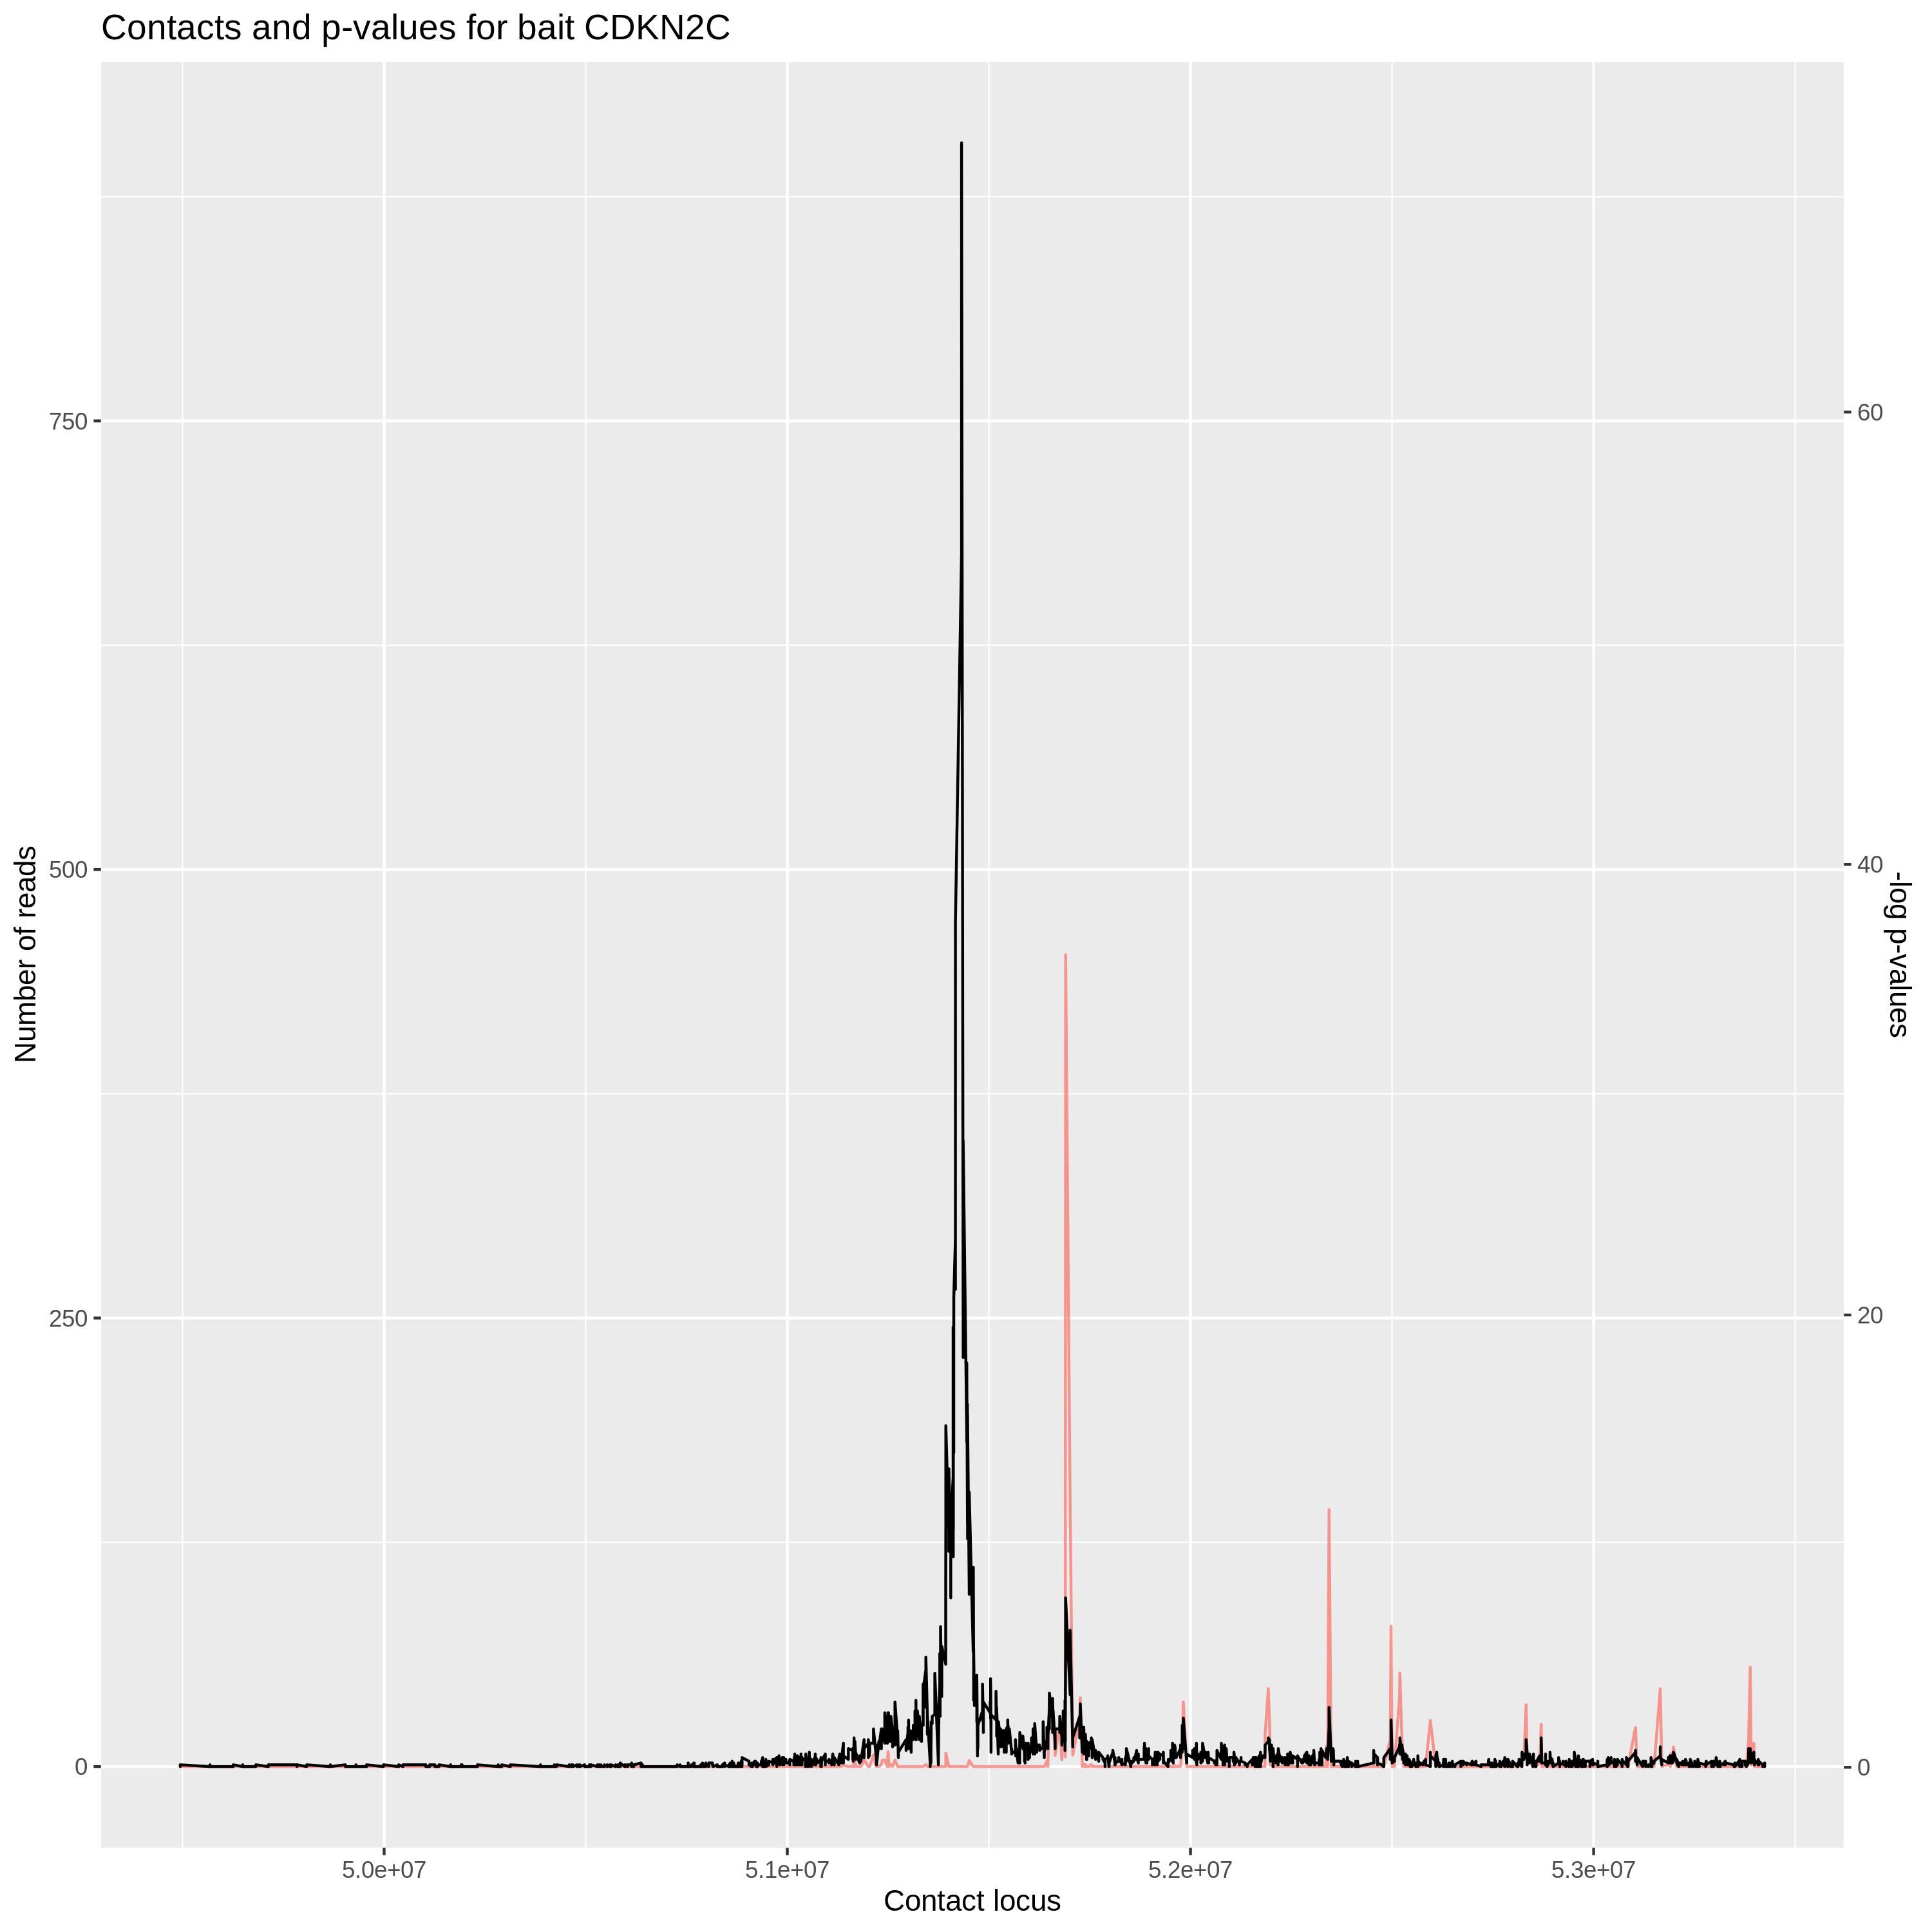 Contacts and p-values for bait CDKN2C
Number of reads
750
500
250
0
60
40
20
0
-log p-values
5.0e+07
5.1e+07
5.2e+07
5.3e+07
Contact locus